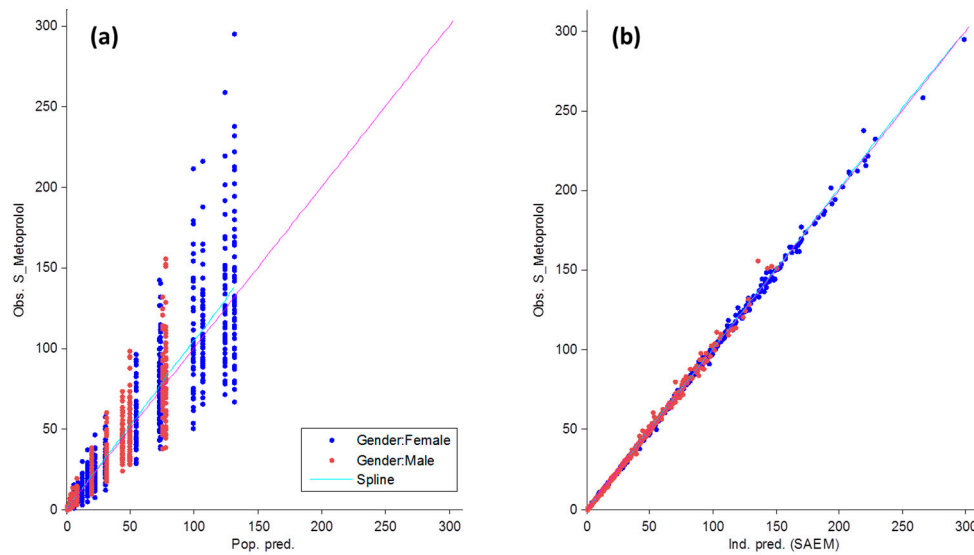 (a)
Obs. S_Metoprolol
300
250
200
150
100
50
0
0 50 100 150 200 250 300
Pop. pred.
Gender:Female
Gender:Male
Spline
(b)
Obs. S_Metoprolol
300
250
200
150
100
50
0
0 50 100 150 200 250 300
Ind. pred. (SAEM)